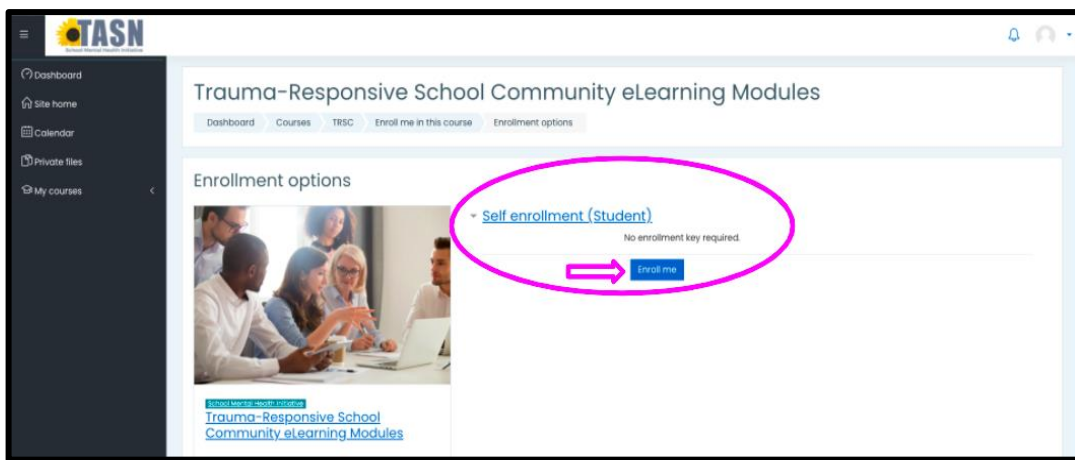 TASN
School Mental Health Initiative
Dashboard
Site home
Calendar
Private files
My courses
Trauma-Responsive School Community eLearning Modules
Dashboard Courses TRSC Enroll me in this course Enrollment options
Enrollment options
Self enrollment (Student)
No enrollment key required.
Enroll me
School Mental Health Initiative
Trauma-Responsive School
Community eLearning Modules